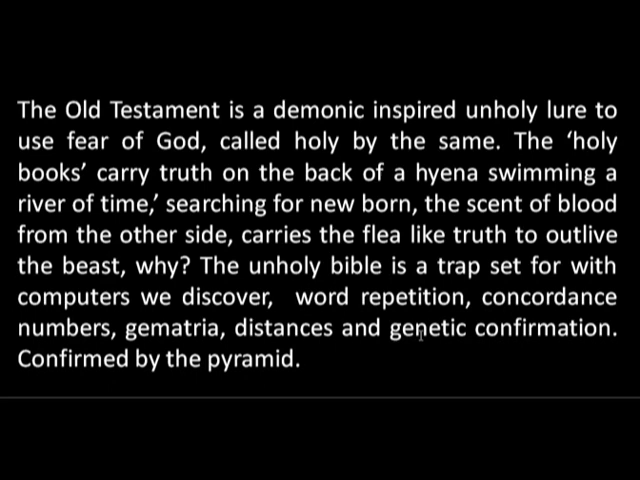 The Old Testament is a demonic inspired unholy lure to
use fear of God, called holy by the same. The ‘holy
books’ carry truth on the back of a hyena swimming a
river of time,’ searching for new born, the scent of blood
from the other side, carries the flea like truth to outlive
the beast, why? The unholy bible is a trap set for with
computers we discover,  word repetition, concordance
numbers, gematria, distances and genetic confirmation.
Confirmed by the pyramid.